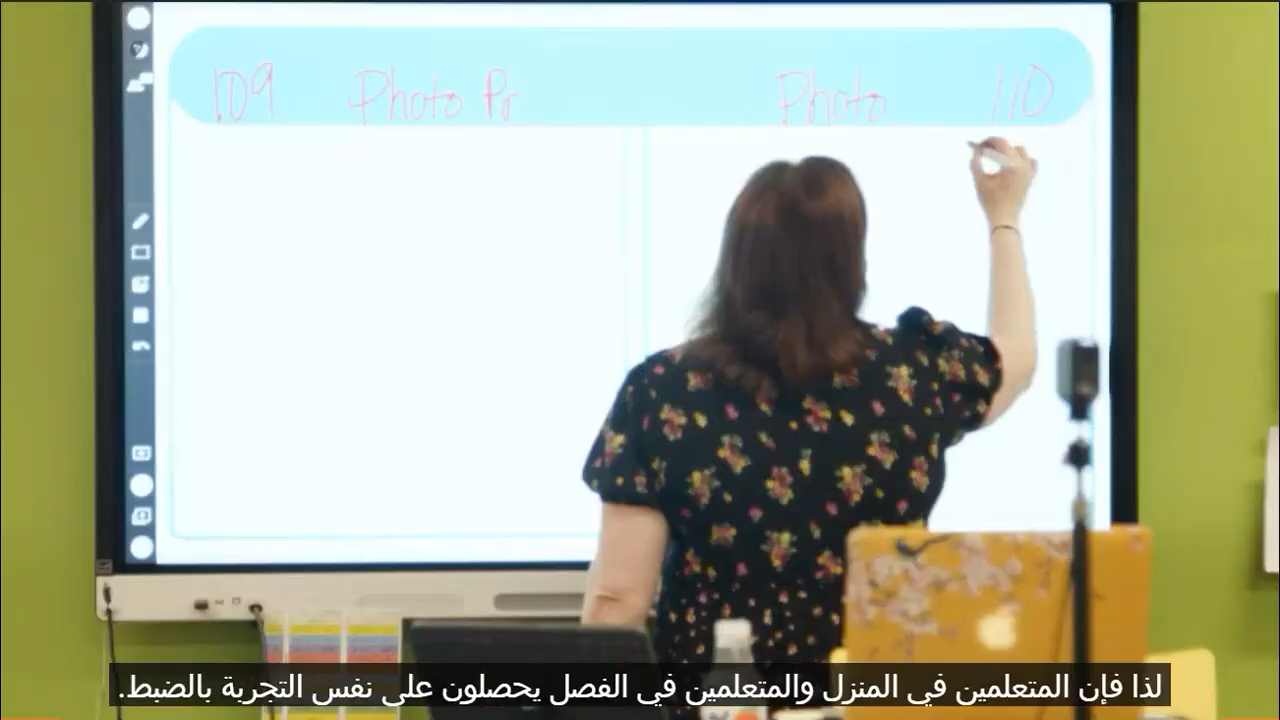 109 Photo Pr Photo 110
لذا فإن المتعلمين في المنزل والمتعلمين في الفصل يحصلون على نفس التجربة بالضبط.